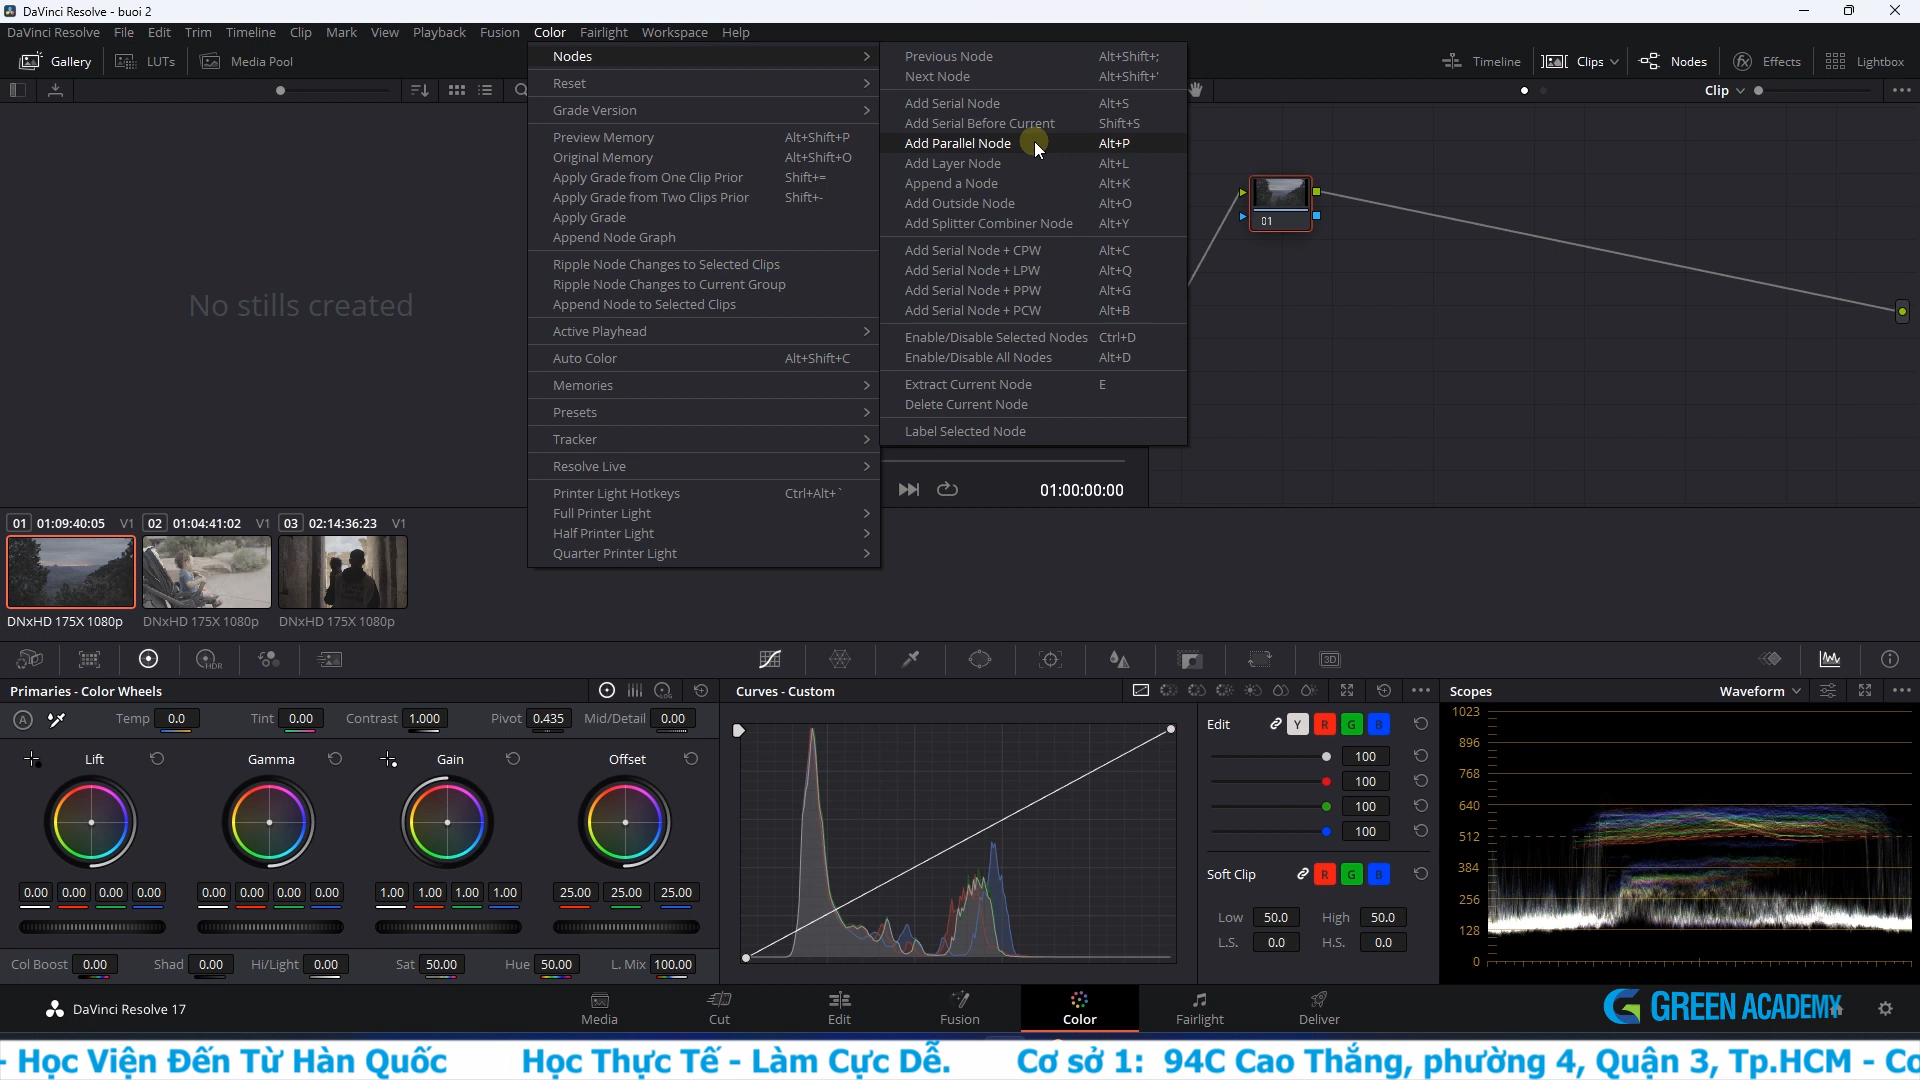 DaVinci Resolve - buoi 2
DaVinci Resolve File Edit Trim Timeline Clip Mark View Playback Fusion Color Fairlight Workspace Help
Gallery LUTs Media Pool
Timeline Clips Nodes Effects Lightbox
Clip
Nodes
Reset
Grade Version
Preview Memory Alt+Shift+P
Original Memory Alt+Shift+O
Apply Grade from One Clip Prior Shift+=
Apply Grade from Two Clips Prior Shift+-
Apply Grade
Append Node Graph
Ripple Node Changes to Selected Clips
Ripple Node Changes to Current Group
Append Node to Selected Clips
Active Playhead
Auto Color Alt+Shift+C
Memories
Presets
Tracker
Resolve Live
Printer Light Hotkeys Ctrl+Alt+`
Full Printer Light
Half Printer Light
Quarter Printer Light
Previous Node Alt+Shift+;
Next Node Alt+Shift+'
Add Serial Node Alt+S
Add Serial Before Current Shift+S
Add Parallel Node Alt+P
Add Layer Node Alt+L
Append a Node Alt+K
Add Outside Node Alt+O
Add Splitter Combiner Node Alt+Y
Add Serial Node + CPW Alt+C
Add Serial Node + LPW Alt+Q
Add Serial Node + PPW Alt+G
Add Serial Node + PCW Alt+B
Enable/Disable Selected Nodes Ctrl+D
Enable/Disable All Nodes Alt+D
Extract Current Node E
Delete Current Node
Label Selected Node
No stills created
01
01:00:00:00
01 01:09:40:05 V1 02 01:04:41:02 V1 03 02:14:36:23 V1
DNxHD 175X 1080p DNxHD 175X 1080p DNxHD 175X 1080p
HDR 3D
Primaries - Color Wheels LOG Curves - Custom Scopes Waveform
A Temp 0.0 Tint 0.00 Contrast 1.000 Pivot 0.435 Mid/Detail 0.00
Lift Gamma Gain Offset
0.00 0.00 0.00 0.00 0.00 0.00 0.00 0.00 1.00 1.00 1.00 1.00 25.00 25.00 25.00
Col Boost 0.00 Shad 0.00 Hi/Light 0.00 Sat 50.00 Hue 50.00 L. Mix 100.00
Edit Y R G B
100
100
100
100
Soft Clip R G B
Low 50.0 High 50.0
L.S. 0.0 H.S. 0.0
1023
896
768
640
512
384
256
128
0
DaVinci Resolve 17 Media Cut Edit Fusion Color Fairlight Deliver GREEN ACADEMY
- Học Viện Đến Từ Hàn Quốc Học Thực Tế - Làm Cực Dễ. Cơ sở 1: 94C Cao Thắng, phường 4, Quận 3, Tp.HCM - Cơ